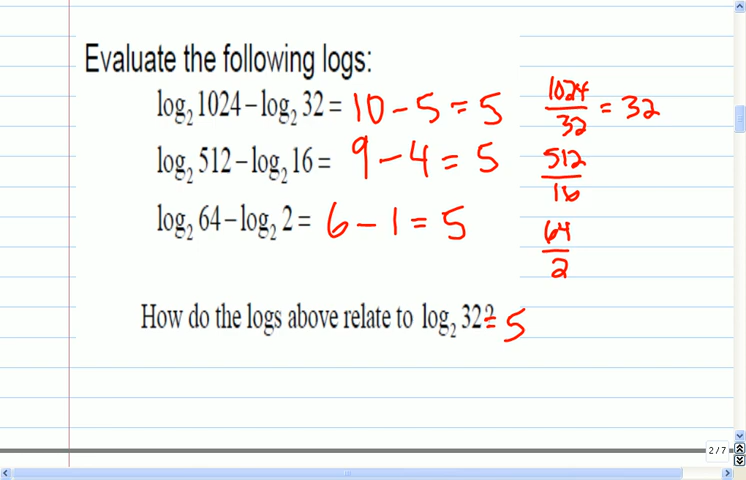 Evaluate the following logs:
log₂ 1024 – log₂ 32 = 10 – 5 = 5
1024/32 = 32
log₂ 512 – log₂ 16 = 9 – 4 = 5
512/16
log₂ 64 – log₂ 2 = 6 – 1 = 5
64/2
How do the logs above relate to log₂ 32? = 5
2/7